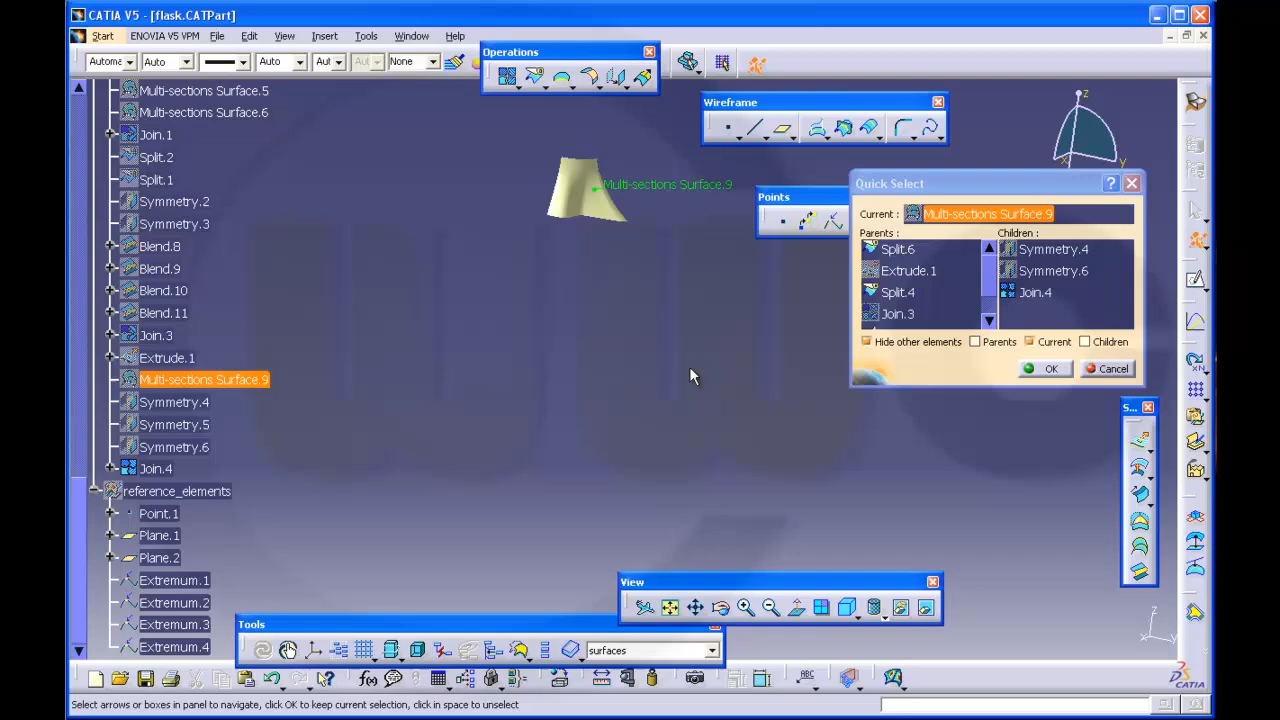 CATIA V5 - [flask.CATPart]
Start
ENOVIA V5 VPM
File
Edit
View
Insert
Tools
Window
Help
Auto
Auto
Aut
None
Operations
Wireframe
Points
z
x
y
Multi-sections Surface.5
Multi-sections Surface.6
Join.1
Split.2
Split.1
Symmetry.2
Symmetry.3
Blend.8
Blend.9
Blend.10
Blend.11
Join.3
Extrude.1
Multi-sections Surface.9
Symmetry.4
Symmetry.5
Symmetry.6
Join.4
reference_elements
Point.1
Plane.1
Plane.2
Extremum.1
Extremum.2
Extremum.3
Extremum.4
Multi-sections Surface.9
Quick Select
Current :
Multi-sections Surface.9
Parents :
Children :
Split.6
Extrude.1
Split.4
Join.3
Symmetry.4
Symmetry.6
Join.4
Hide other elements
Parents
Current
Children
OK
Cancel
S...
View
Tools
surfaces
z
x
y
CATIA
Select arrows or boxes in panel to navigate, click OK to keep current selection, click in space to unselect